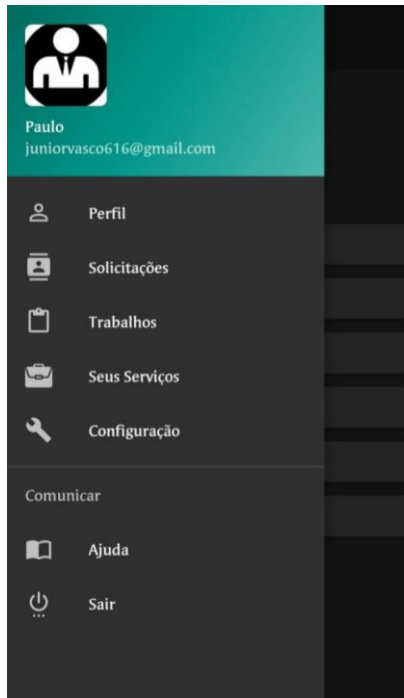 Paulo
juniorvasco616@gmail.com
Perfil
Solicitações
Trabalhos
Seus Serviços
Configuração
Comunicar
Ajuda
Sair